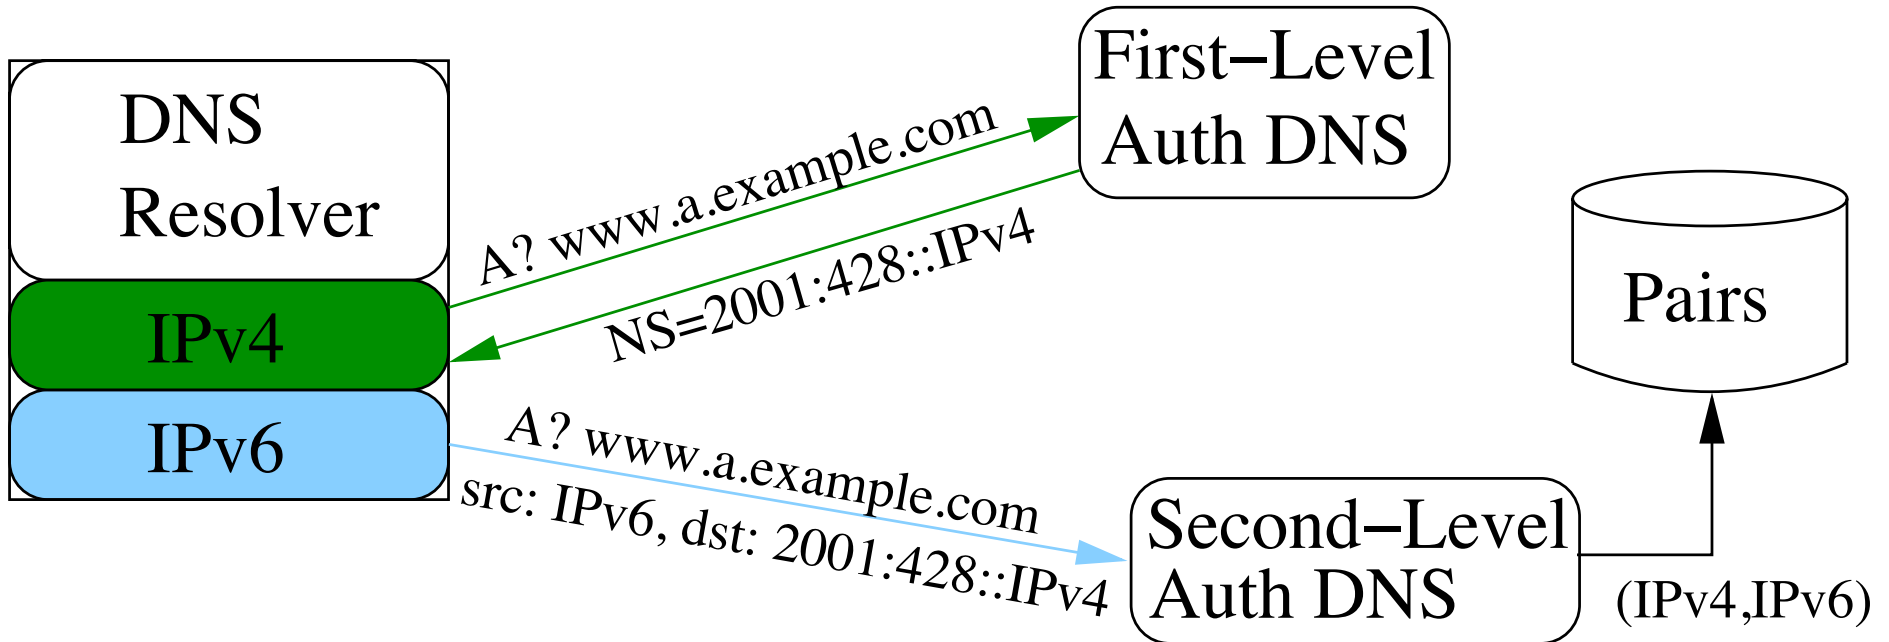 DNS
Resolver
IPv4
IPv6
A? www.a.example.com
NS=2001:428::IPv4
A? www.a.example.com
src: IPv6, dst: 2001:428::IPv4
First−Level
Auth DNS
Second−Level
Auth DNS
Pairs
(IPv4,IPv6)